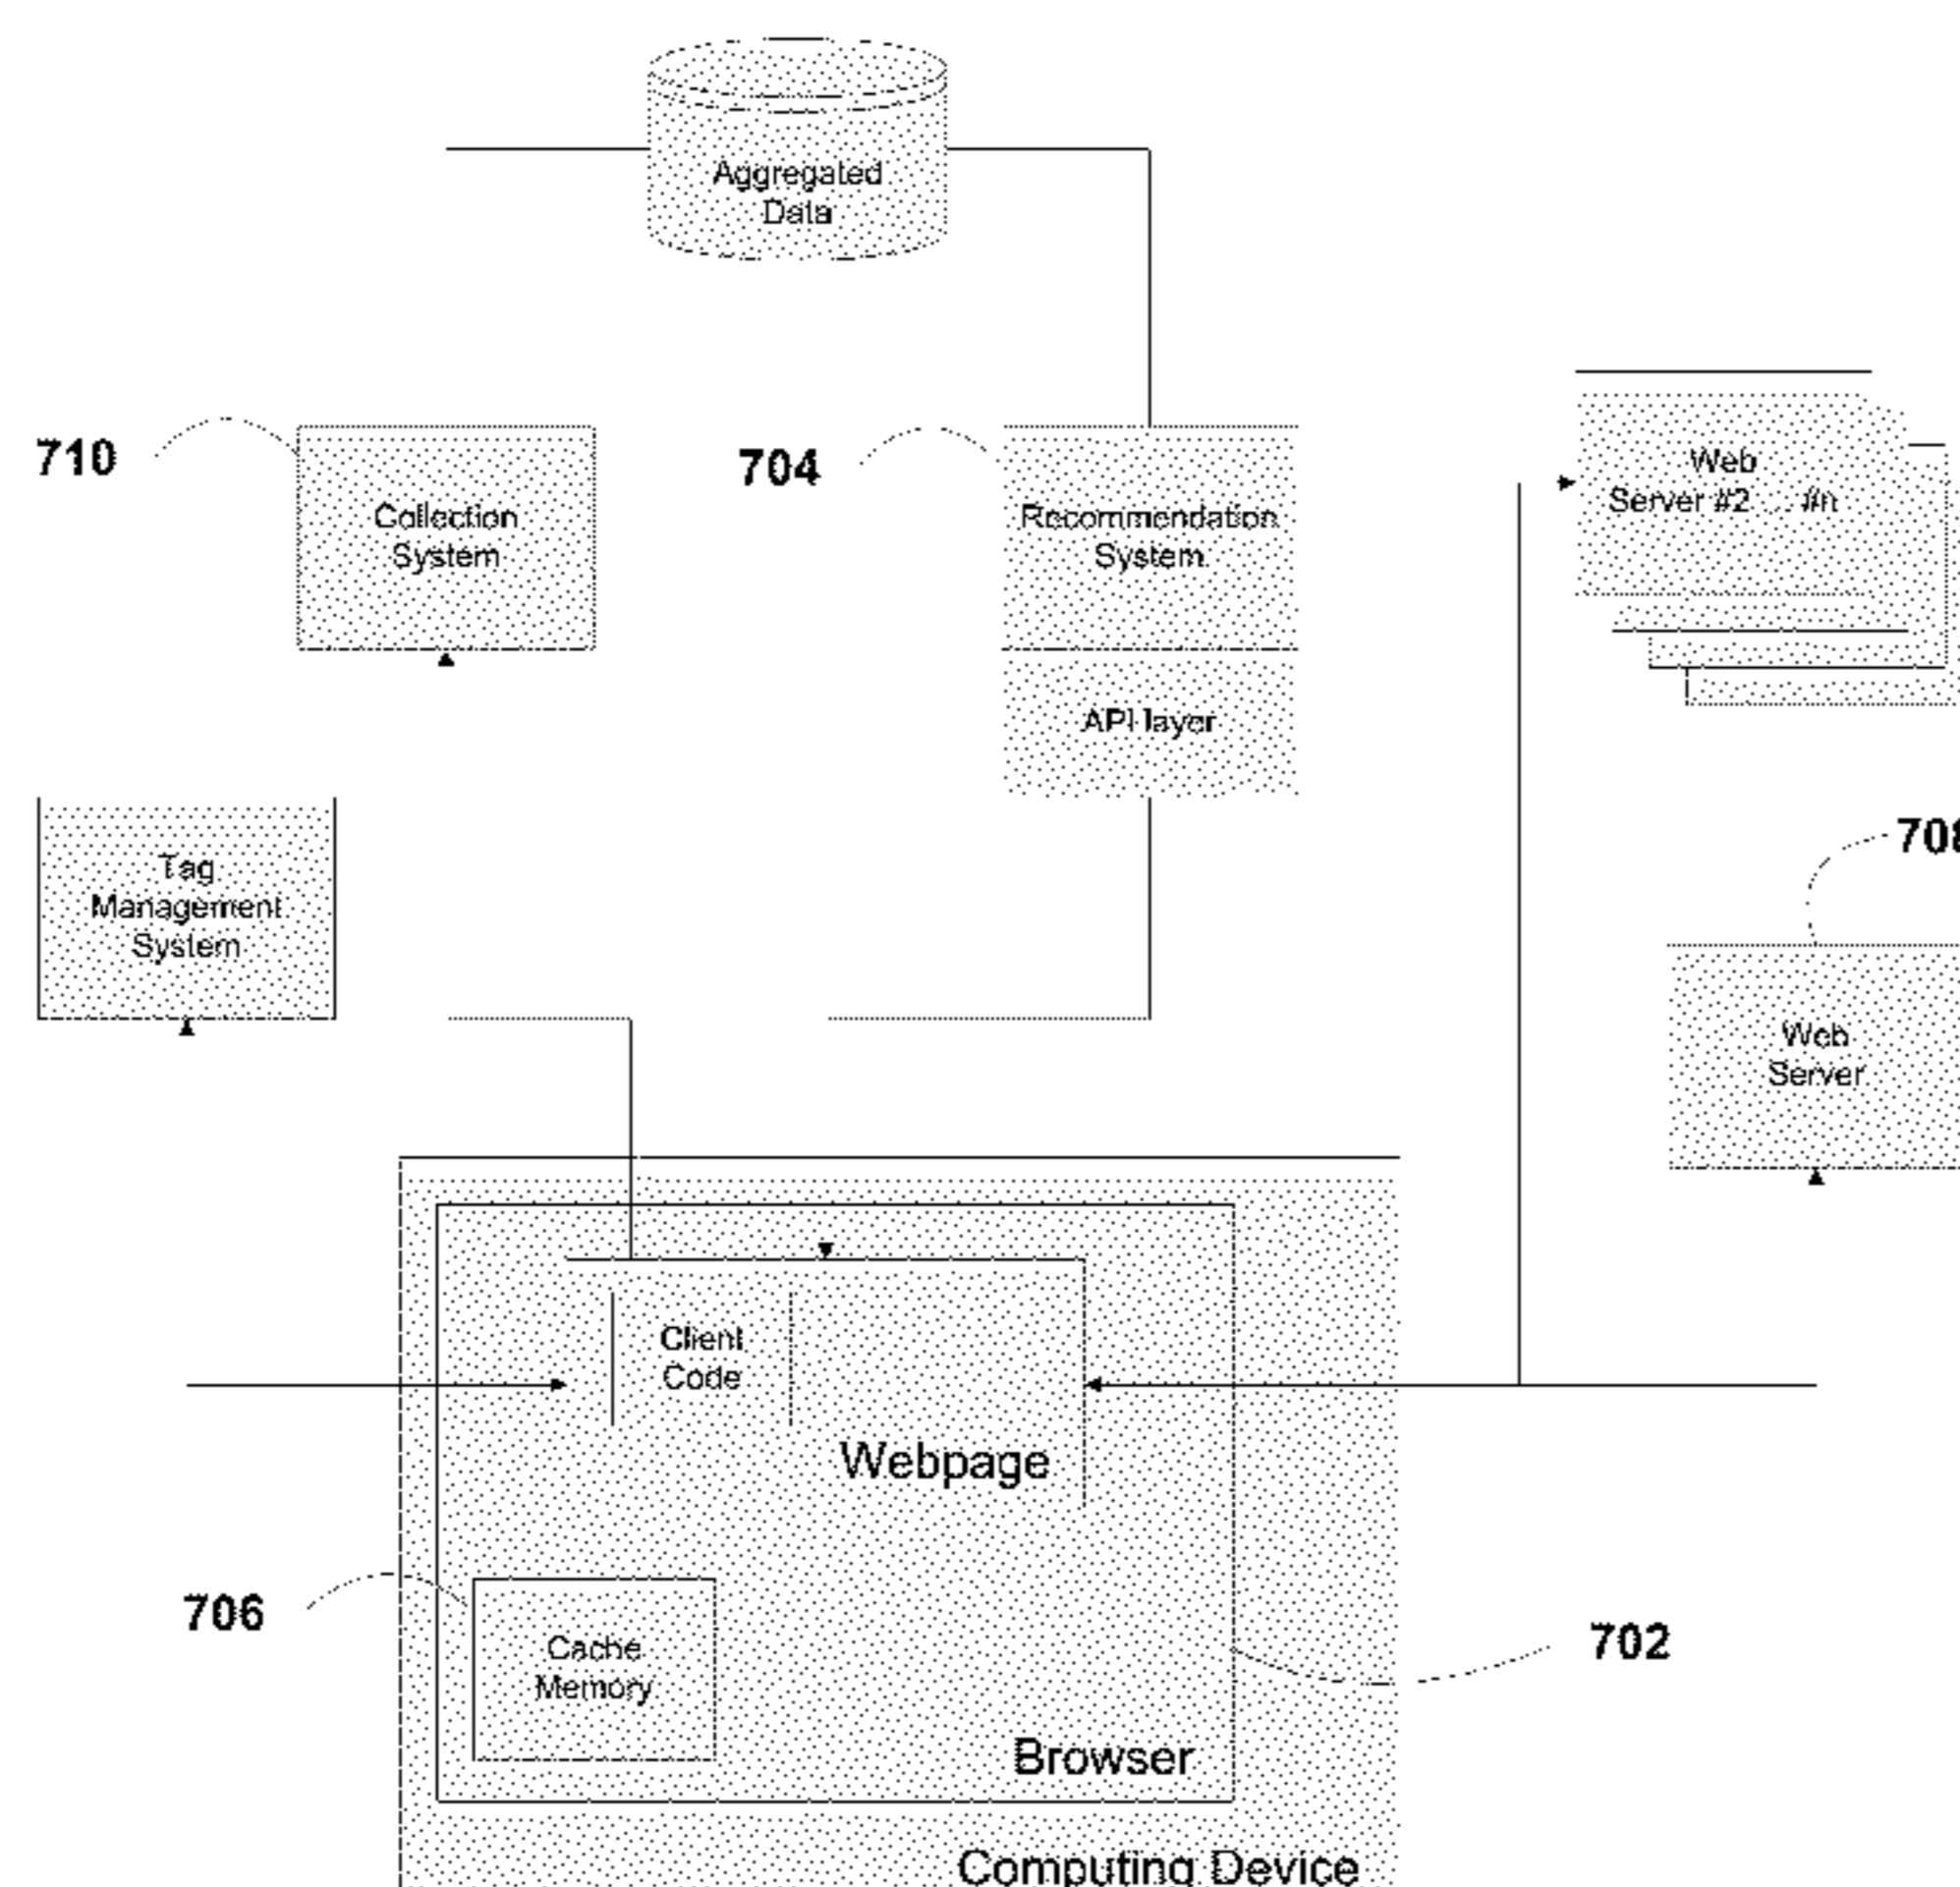 Aggregated
Data
710
Collection
System
704
Recommendation
System
API layer
Web
Server #2 ... #n
Tag
Management
System
708
Web
Server
Client
Code
Webpage
706
Cache
Memory
702
Browser
Computing Device